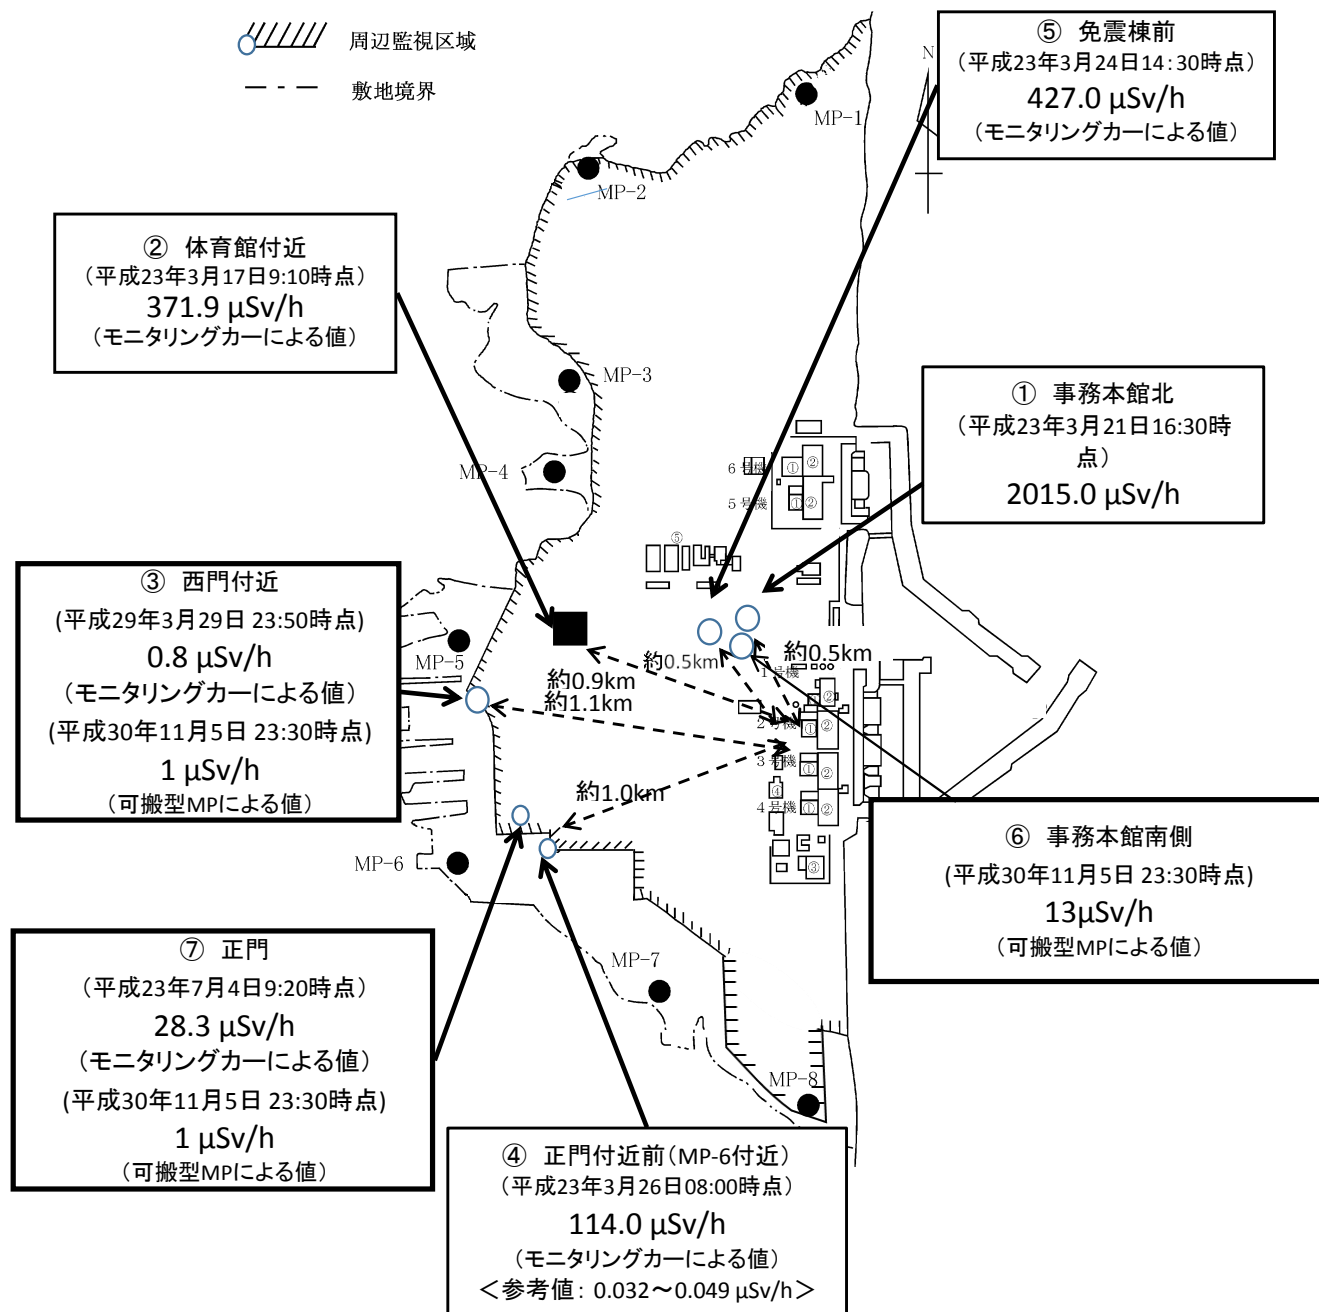 周辺監視区域
敷地境界
⑤ 免震棟前
(平成23年3月24日14:30時点)
427.0 µSv/h
(モニタリングカーによる値)
N
MP-1
MP-2
② 体育館付近
(平成23年3月17日9:10時点)
371.9 µSv/h
(モニタリングカーによる値)
MP-3
① 事務本館北
(平成23年3月21日16:30時
点)
2015.0 µSv/h
MP-4
6号機
① ②
5号機
① ②
⑤
③ 西門付近
(平成29年3月29日 23:50時点)
0.8 µSv/h
(モニタリングカーによる値)
(平成30年11月5日 23:30時点)
1 µSv/h
(可搬型MPによる値)
MP-5
約0.5km
約0.5km
約0.9km
約1.1km
1号機
②
2号機
① ②
3号機
① ②
④
4号機
① ②
③
約1.0km
⑥ 事務本館南側
(平成30年11月5日 23:30時点)
13µSv/h
(可搬型MPによる値)
MP-6
⑦ 正門
(平成23年7月4日9:20時点)
28.3 µSv/h
(モニタリングカーによる値)
(平成30年11月5日 23:30時点)
1 µSv/h
(可搬型MPによる値)
MP-7
MP-8
④ 正門付近前(MP-6付近)
(平成23年3月26日08:00時点)
114.0 µSv/h
(モニタリングカーによる値)
<参考値: 0.032~0.049 µSv/h>